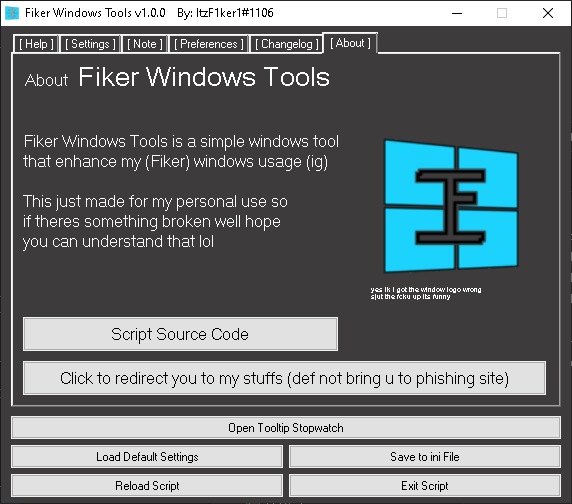 Fiker Windows Tools v1.0.0 By: ItzF1ker1#1106
[ Help ] [ Settings ] [ Note ] [ Preferences ] [ Changelog ] [ About ]
About Fiker Windows Tools
Fiker Windows Tools is a simple windows tool
that enhance my (Fiker) windows usage (ig)
This just made for my personal use so
if theres something broken well hope
you can understand that lol
F
yes ik i got the window logo wrong
sjut the fcku up its funny
Script Source Code
Click to redirect you to my stuffs (def not bring u to phishing site)
Open Tooltip Stopwatch
Load Default Settings
Save to ini File
Reload Script
Exit Script